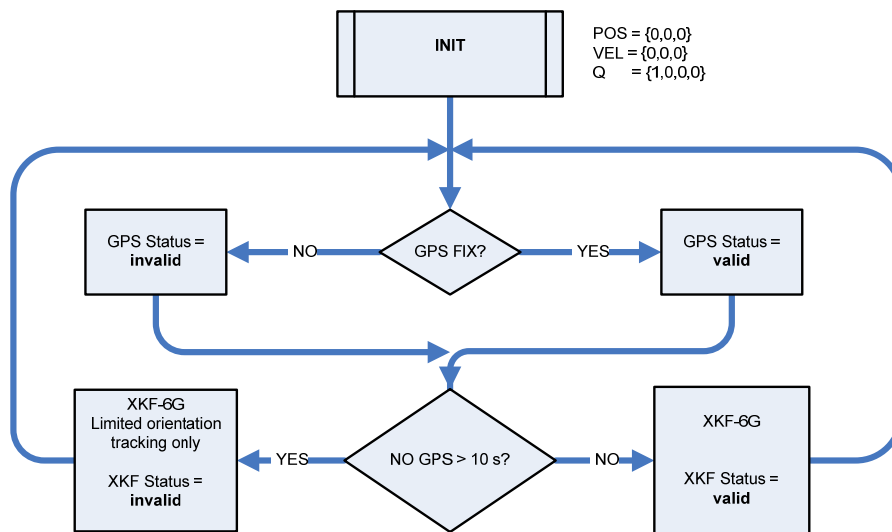 INIT
POS = {0,0,0}
VEL = {0,0,0}
Q = {1,0,0,0}
GPS Status =
invalid
NO
GPS FIX?
YES
GPS Status =
valid
XKF-6G
Limited orientation
tracking only
XKF Status =
invalid
YES
NO GPS > 10 s?
NO
XKF-6G
XKF Status =
valid